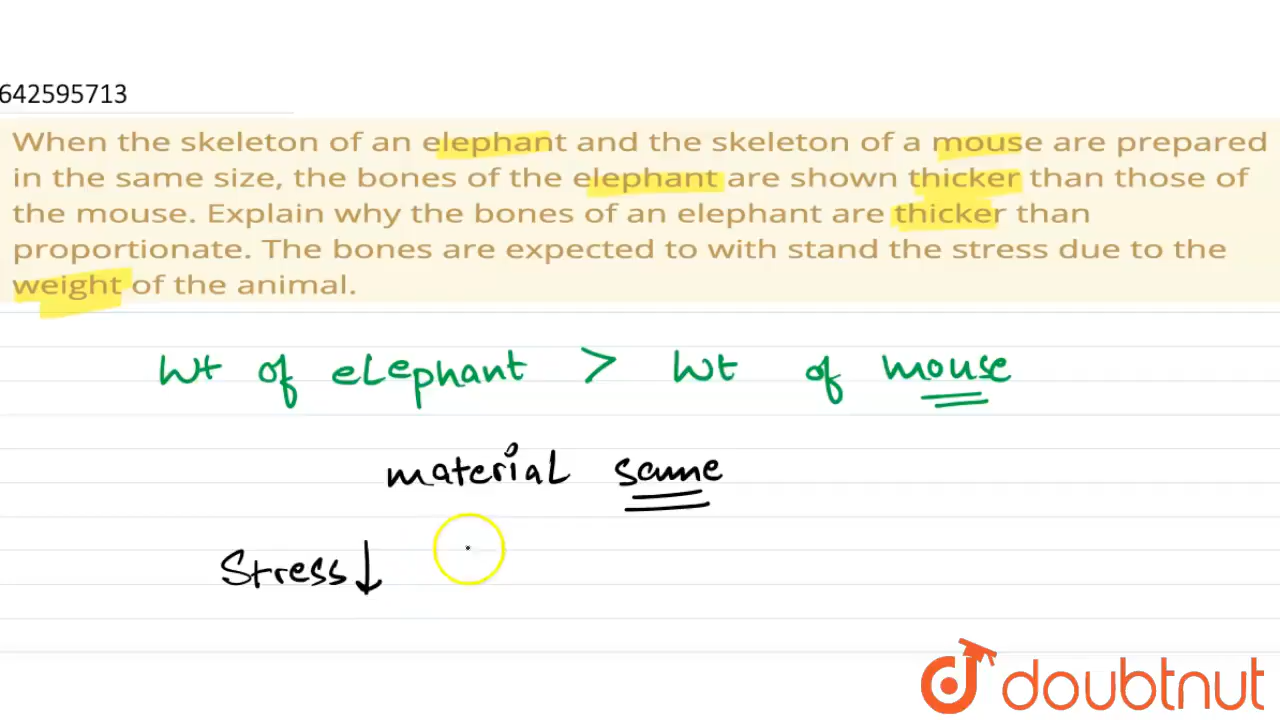 642595713
When the skeleton of an elephant and the skeleton of a mouse are prepared
in the same size, the bones of the elephant are shown thicker than those of
the mouse. Explain why the bones of an elephant are thicker than
proportionate. The bones are expected to with stand the stress due to the
weight of the animal.
Wt of elephant > Wt of mouse
material same
Stress ↓
doubtnut